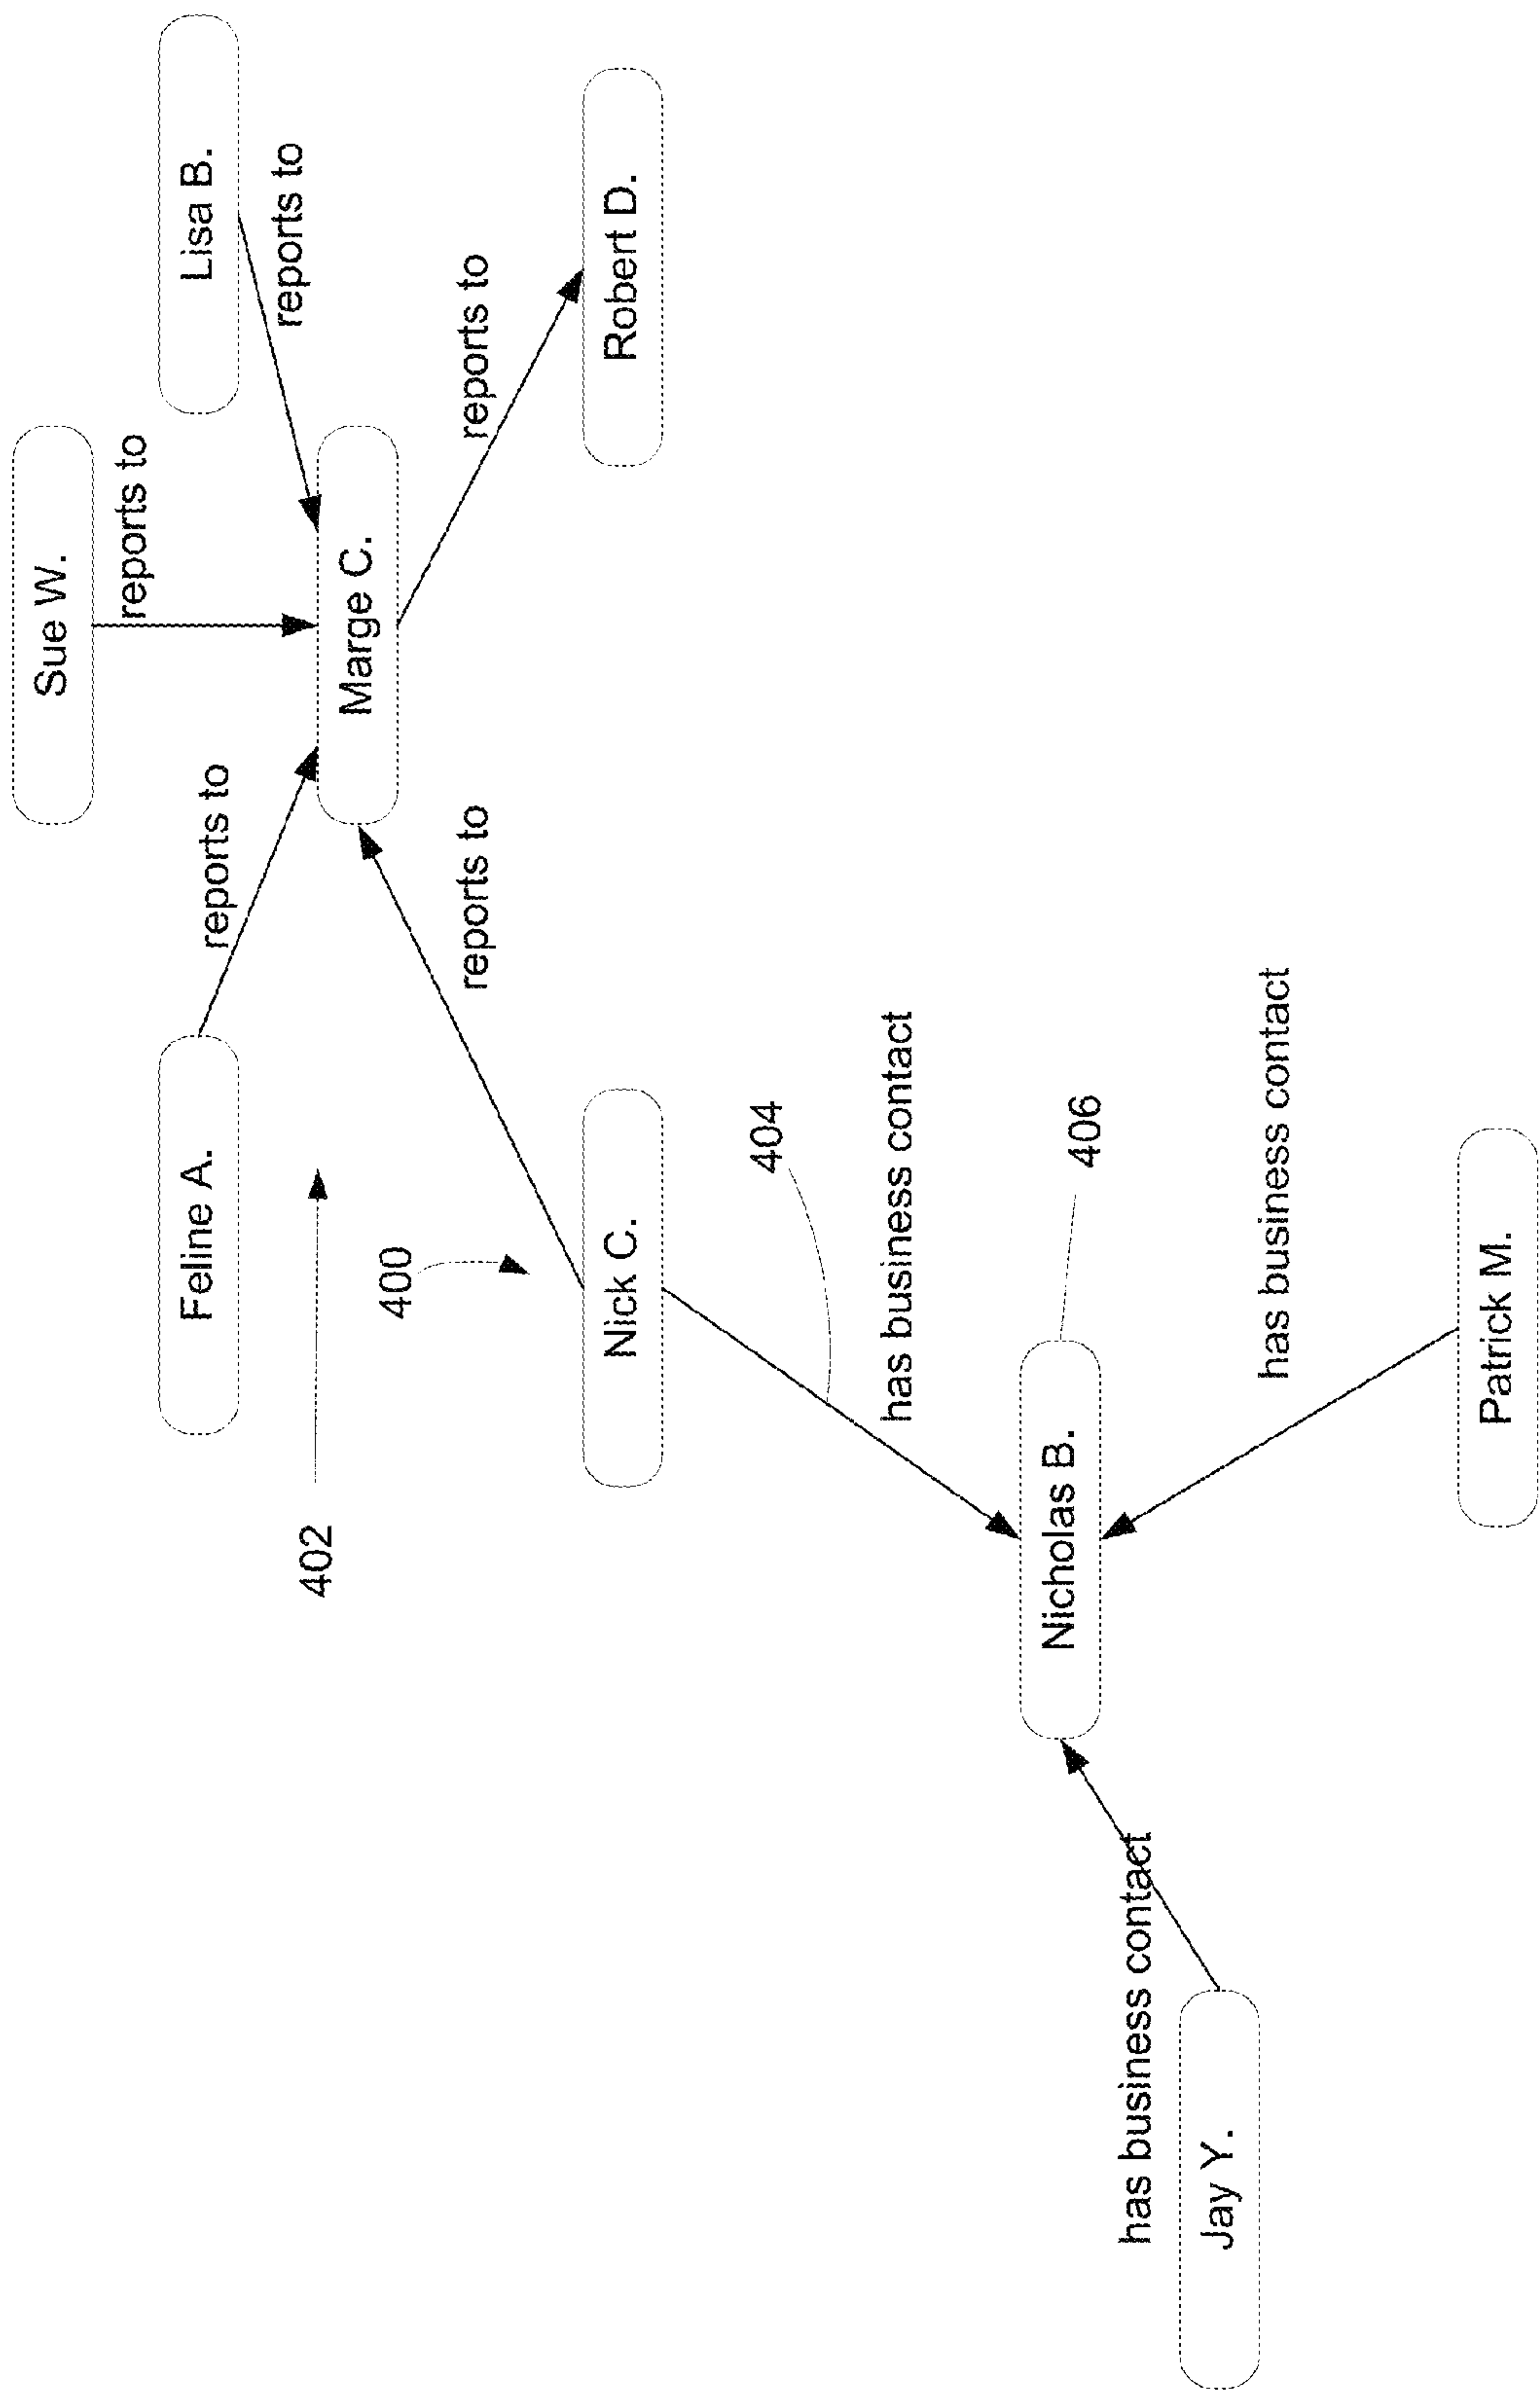 Sue W.
reports to
Feline A.
Lisa B.
reports to
reports to
402
Marge C.
400
reports to
reports to
Nick C.
Robert D.
404
has business contact
Nicholas B.
406
has business contact
Jay Y.
has business contact
Patrick M.